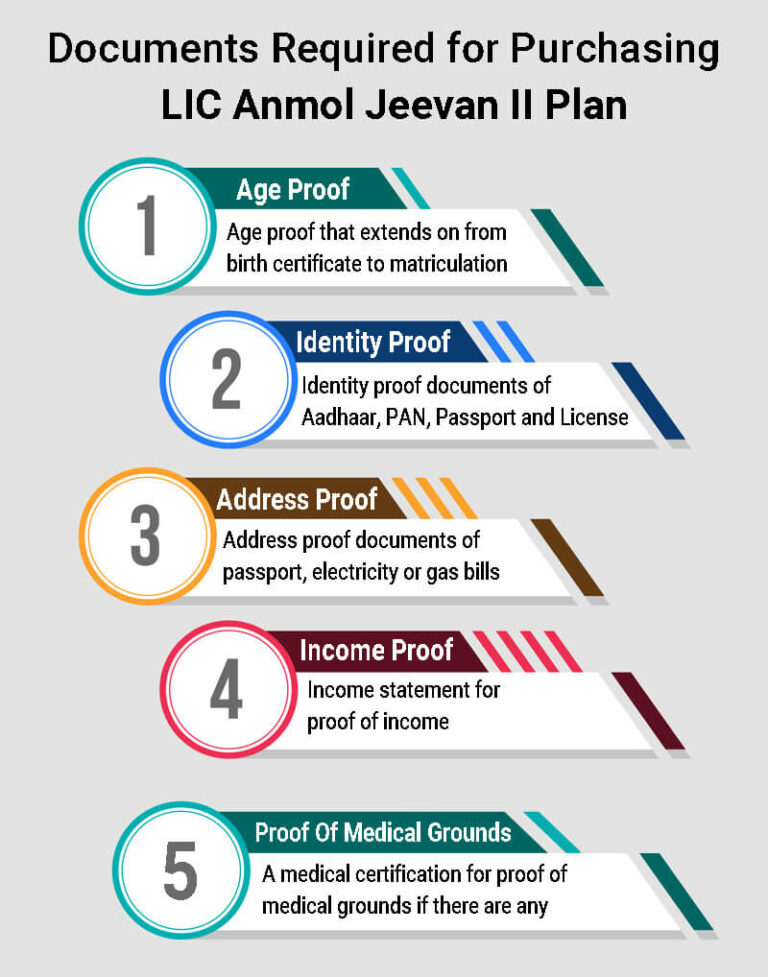 Documents Required for Purchasing
LIC Anmol Jeevan II Plan
1
Age Proof
Age proof that extends on from
birth certificate to matriculation
2
Identity Proof
Identity proof documents of
Aadhaar, PAN, Passport and License
3
Address Proof
Address proof documents of
passport, electricity or gas bills
4
Income Proof
Income statement for
proof of income
5
Proof Of Medical Grounds
A medical certification for proof of
medical grounds if there are any